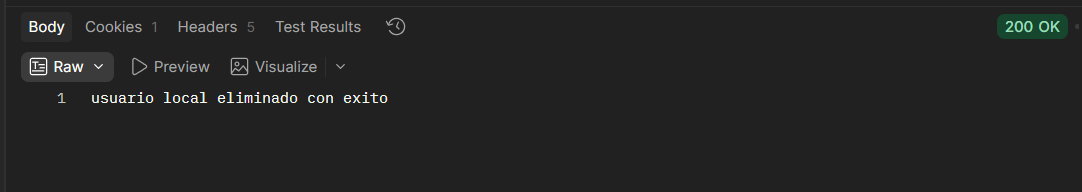 Body Cookies 1 Headers 5 Test Results 200 OK
Raw Preview Visualize
1 usuario local eliminado con exito